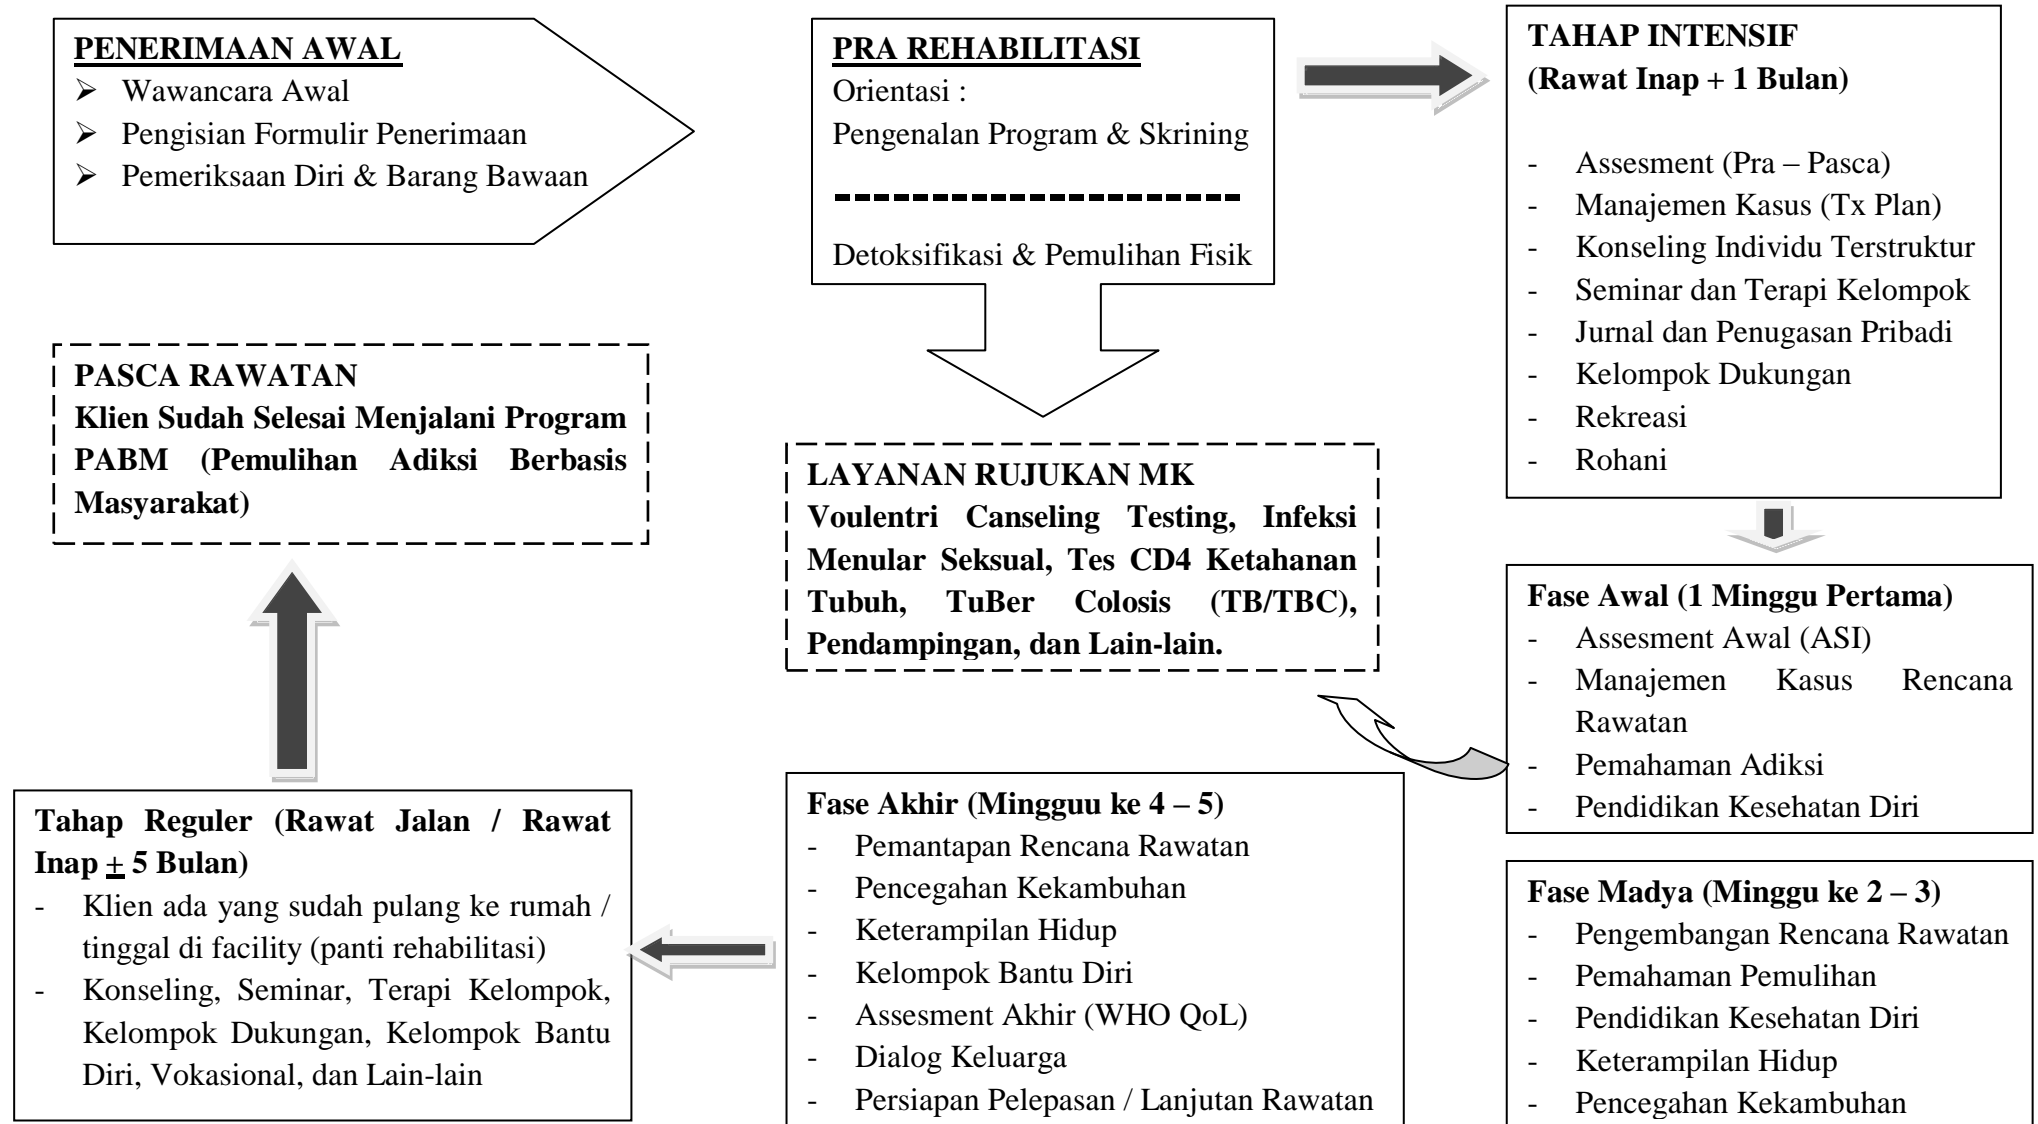 PENERIMAAN AWAL
➢ Wawancara Awal
➢ Pengisian Formulir Penerimaan
➢ Pemeriksaan Diri & Barang Bawaan
PRA REHABILITASI
Orientasi :
Pengenalan Program & Skrining
Detoksifikasi & Pemulihan Fisik
TAHAP INTENSIF
(Rawat Inap + 1 Bulan)
- Assesment (Pra – Pasca)
- Manajemen Kasus (Tx Plan)
- Konseling Individu Terstruktur
- Seminar dan Terapi Kelompok
- Jurnal dan Penugasan Pribadi
- Kelompok Dukungan
- Rekreasi
- Rohani
PASCA RAWATAN
Klien Sudah Selesai Menjalani Program
PABM (Pemulihan Adiksi Berbasis
Masyarakat)
LAYANAN RUJUKAN MK
Voulentri Canseling Testing, Infeksi
Menular Seksual, Tes CD4 Ketahanan
Tubuh, TuBer Colosis (TB/TBC),
Pendampingan, dan Lain-lain.
Fase Awal (1 Minggu Pertama)
- Assesment Awal (ASI)
- Manajemen Kasus Rencana
Rawatan
- Pemahaman Adiksi
- Pendidikan Kesehatan Diri
Tahap Reguler (Rawat Jalan / Rawat
Inap + 5 Bulan)
- Klien ada yang sudah pulang ke rumah /
tinggal di facility (panti rehabilitasi)
- Konseling, Seminar, Terapi Kelompok,
Kelompok Dukungan, Kelompok Bantu
Diri, Vokasional, dan Lain-lain
Fase Akhir (Mingguu ke 4 – 5)
- Pemantapan Rencana Rawatan
- Pencegahan Kekambuhan
- Keterampilan Hidup
- Kelompok Bantu Diri
- Assesment Akhir (WHO QoL)
- Dialog Keluarga
- Persiapan Pelepasan / Lanjutan Rawatan
Fase Madya (Minggu ke 2 – 3)
- Pengembangan Rencana Rawatan
- Pemahaman Pemulihan
- Pendidikan Kesehatan Diri
- Keterampilan Hidup
- Pencegahan Kekambuhan